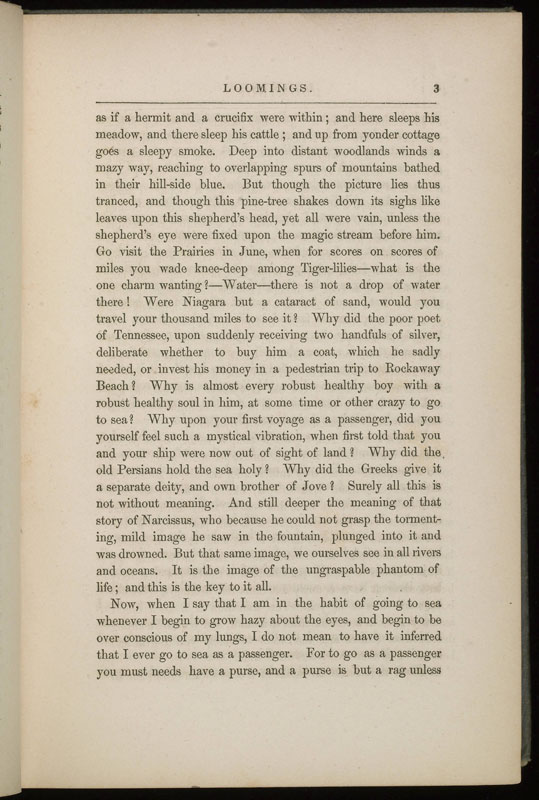 LOOMINGS. 3
as if a hermit and a crucifix were within; and here sleeps his
meadow, and there sleep his cattle; and up from yonder cottage
goes a sleepy smoke. Deep into distant woodlands winds a
mazy way, reaching to overlapping spurs of mountains bathed
in their hill-side blue. But though the picture lies thus
tranced, and though this pine-tree shakes down its sighs like
leaves upon this shepherd's head, yet all were vain, unless the
shepherd's eye were fixed upon the magic stream before him.
Go visit the Prairies in June, when for scores on scores of
miles you wade knee-deep among Tiger-lilies—what is the
one charm wanting?—Water—there is not a drop of water
there! Were Niagara but a cataract of sand, would you
travel your thousand miles to see it? Why did the poor poet
of Tennessee, upon suddenly receiving two handfuls of silver,
deliberate whether to buy him a coat, which he sadly
needed, or invest his money in a pedestrian trip to Rockaway
Beach? Why is almost every robust healthy boy with a
robust healthy soul in him, at some time or other crazy to go
to sea? Why upon your first voyage as a passenger, did you
yourself feel such a mystical vibration, when first told that you
and your ship were now out of sight of land? Why did the
old Persians hold the sea holy? Why did the Greeks give it
a separate deity, and own brother of Jove? Surely all this is
not without meaning. And still deeper the meaning of that
story of Narcissus, who because he could not grasp the torment-
ing, mild image he saw in the fountain, plunged into it and
was drowned. But that same image, we ourselves see in all rivers
and oceans. It is the image of the ungraspable phantom of
life; and this is the key to it all.
Now, when I say that I am in the habit of going to sea
whenever I begin to grow hazy about the eyes, and begin to be
over conscious of my lungs, I do not mean to have it inferred
that I ever go to sea as a passenger. For to go as a passenger
you must needs have a purse, and a purse is but a rag unless